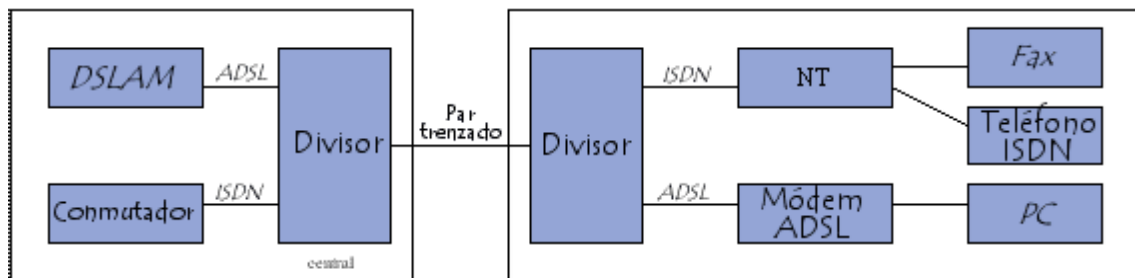 DSLAM
ADSL
Divisor
Conmutador
ISDN
central
Par
trenzado
Divisor
ISDN
NT
Fax
Teléfono
ISDN
ADSL
Módem
ADSL
PC